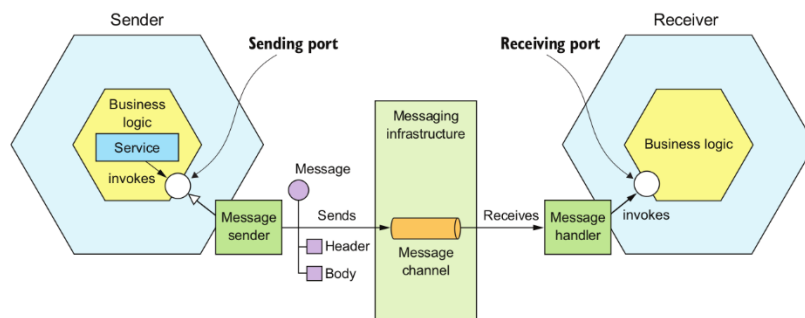 Sender
Receiver
Sending port
Receiving port
Business
logic
Service
invokes
Message
sender
Message
Header
Body
Sends
Messaging
infrastructure
Message
channel
Receives
Message
handler
invokes
Business logic